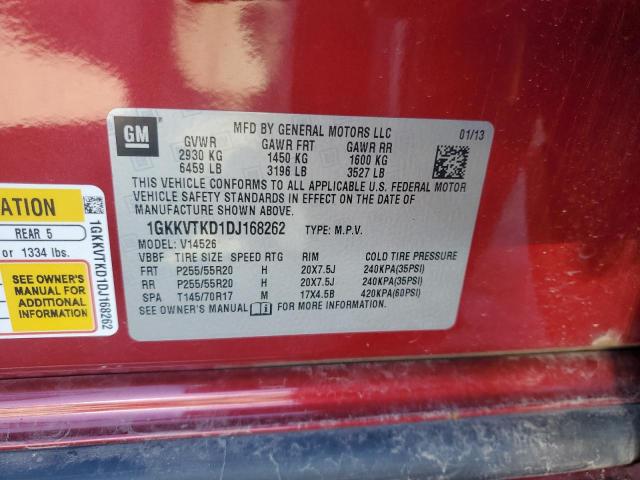 GM
MFD BY GENERAL MOTORS LLC
01/13
GVWR GAWR FRT GAWR RR
2930 KG 1450 KG 1600 KG
6459 LB 3196 LB 3527 LB
THIS VEHICLE CONFORMS TO ALL APPLICABLE U.S. FEDERAL MOTOR
VEHICLE SAFETY STANDARDS IN EFFECT ON THE DATE OF
MANUFACTURE SHOWN ABOVE.
1GKKVTKD1DJ168262 TYPE: M.P.V.
MODEL: V14526
VBBF TIRE SIZE SPEED RTG RIM COLD TIRE PRESSURE
FRT P255/55R20 H 20X7.5J 240KPA(35PSI)
RR P255/55R20 H 20X7.5J 240KPA(35PSI)
SPA T145/70R17 M 17X4.5B 420KPA(60PSI)
SEE OWNER'S MANUAL FOR MORE INFORMATION.
ATION
REAR 5
or 1334 lbs.
SEE OWNER'S
MANUAL FOR
ADDITIONAL
INFORMATION
1GKKVTKD1DJ168262